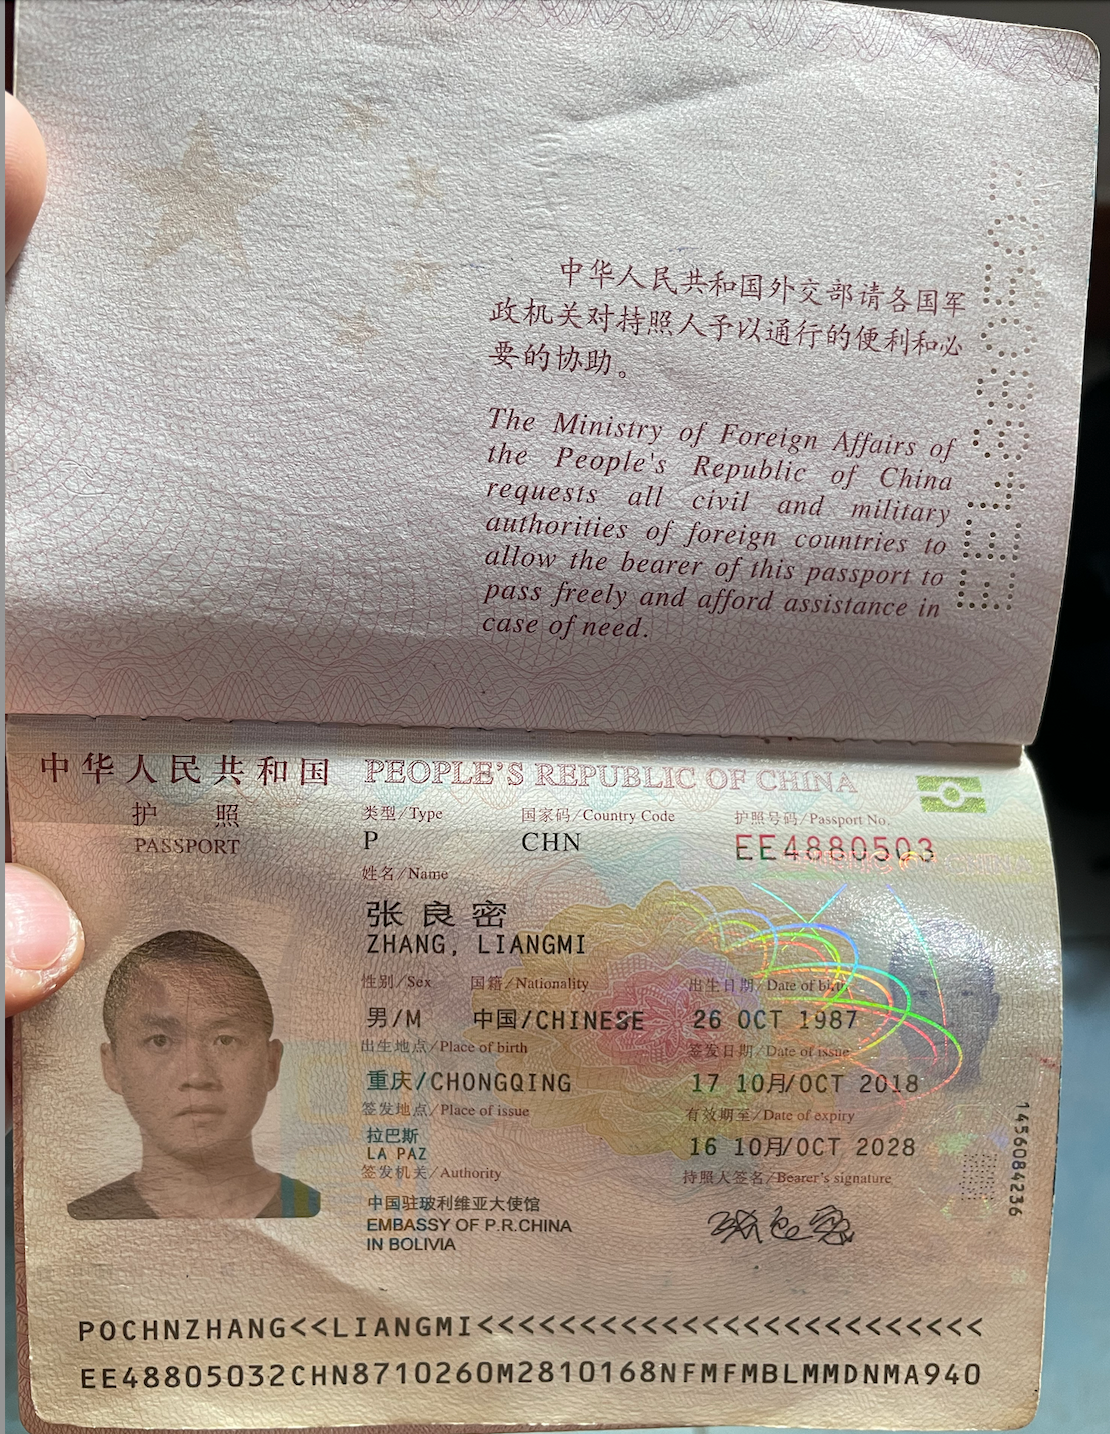 中华人民共和国外交部请各国军
政机关对持照人予以通行的便利和必
要的协助。
The Ministry of Foreign Affairs of
the People's Republic of China
requests all civil and military
authorities of foreign countries to
allow the bearer of this passport to
pass freely and afford assistance in
case of need.
EE4880503
中华人民共和国 PEOPLE'S REPUBLIC OF CHINA
护 照
PASSPORT
类型/Type 国家码/Country Code 护照号码/Passport No.
P CHN EE4880503
姓名/Name
张良密
ZHANG, LIANGMI
性别/Sex 国籍/Nationality 出生日期/Date of birth
男/M 中国/CHINESE 26 OCT 1987
出生地点/Place of birth 签发日期/Date of issue
重庆/CHONGQING 17 10月/OCT 2018
签发地点/Place of issue 有效期至/Date of expiry
拉巴斯
LA PAZ
16 10月/OCT 2028
签发机关/Authority 持照人签名/Bearer's signature
中国驻玻利维亚大使馆
EMBASSY OF P.R.CHINA
IN BOLIVIA
张良密
1456084236
POCHNZHANG<<LIANGMI<<<<<<<<<<<<<<<<<<<<<<<<<
EE48805032CHN8710260M2810168NFMFMBLMMDNMA940